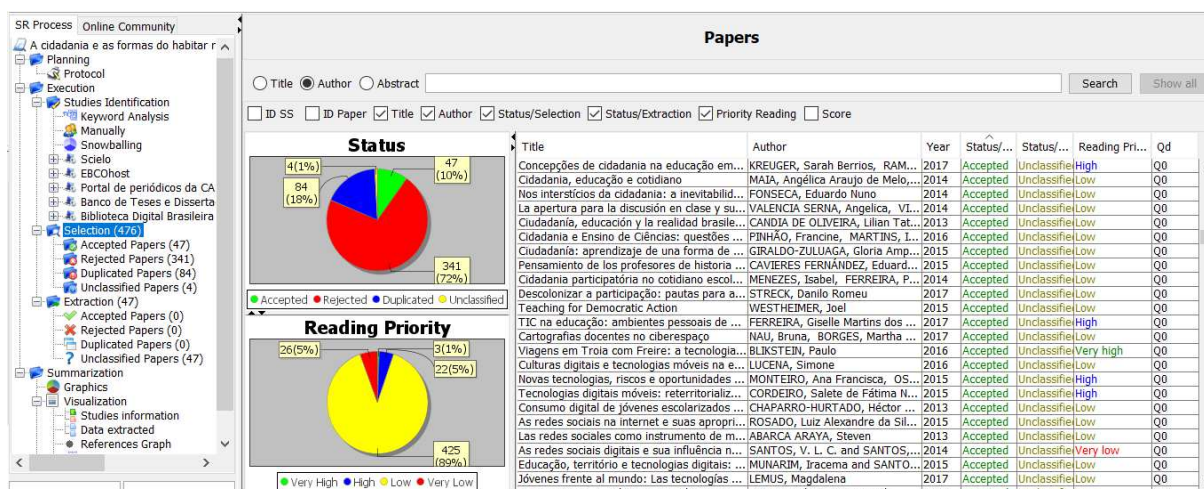 SR Process Online Community
A cidadania e as formas do habitar r
Planning
Protocol
Execution
Studies Identification
Keyword Analysis
Manually
Snowballing
Scielo
EBCOhost
Portal de periódicos da CA
Banco de Teses e Disserta
Biblioteca Digital Brasileira
Selection (476)
Accepted Papers (47)
Rejected Papers (341)
Duplicated Papers (84)
Unclassified Papers (4)
Extraction (47)
Accepted Papers (0)
Rejected Papers (0)
Duplicated Papers (0)
Unclassified Papers (47)
Summarization
Graphics
Visualization
Studies information
Data extracted
References Graph
Papers
Title Author Abstract Search Show all
ID SS ID Paper Title Author Status/Selection Status/Extraction Priority Reading Score
Status
4(1%)
47
(10%)
84
(18%)
341
(72%)
Accepted Rejected Duplicated Unclassified
Reading Priority
26(5%)
3(1%)
22(5%)
425
(89%)
Very High High Low Very Low
Title Author Year Status/... Status/... Reading Pri... Qd
Concepções de cidadania na educação em... KREUGER, Sarah Berrios, RAM... 2017 Accepted Unclassifie High Q0
Cidadania, educação e cotidiano MAIA, Angélica Araujo de Melo,... 2014 Accepted Unclassifie Low Q0
Nos interstícios da cidadania: a inevitabilid... FONSECA, Eduardo Nuno 2014 Accepted Unclassifie Low Q0
La apertura para la discusión en clase y su... VALENCIA SERNA, Angelica, VI... 2014 Accepted Unclassifie Low Q0
Ciudadanía, educación y la realidad brasile... CANDIA DE OLIVEIRA, Lilian Tat... 2013 Accepted Unclassifie Low Q0
Cidadania e Ensino de Ciências: questões ... PINHÃO, Francine, MARTINS, I... 2016 Accepted Unclassifie Low Q0
Ciudadanía: aprendizaje de una forma de ... GIRALDO-ZULUAGA, Gloria Amp... 2015 Accepted Unclassifie Low Q0
Pensamiento de los profesores de historia ... CAVIERES FERNÁNDEZ, Eduard... 2015 Accepted Unclassifie Low Q0
Cidadania participatória no cotidiano escol... MENEZES, Isabel, FERREIRA, P... 2014 Accepted Unclassifie Low Q0
Descolonizar a participação: pautas para a... STRECK, Danilo Romeu 2017 Accepted Unclassifie Low Q0
Teaching for Democratic Action WESTHEIMER, Joel 2015 Accepted Unclassifie Low Q0
TIC na educação: ambientes pessoais de ... FERREIRA, Giselle Martins dos ... 2017 Accepted Unclassifie High Q0
Cartografias docentes no ciberespaço NAU, Bruna, BORGES, Martha ... 2017 Accepted Unclassifie Low Q0
Viagens em Troia com Freire: a tecnologia... BLIKSTEIN, Paulo 2016 Accepted Unclassifie Very high Q0
Culturas digitais e tecnologias móveis na e... LUCENA, Simone 2016 Accepted Unclassifie Low Q0
Novas tecnologias, riscos e oportunidades ... MONTEIRO, Ana Francisca, OS... 2015 Accepted Unclassifie High Q0
Tecnologias digitais móveis: reterritorializ... CORDEIRO, Salete de Fátima N... 2015 Accepted Unclassifie High Q0
Consumo digital de jóvenes escolarizados ... CHAPARRO-HURTADO, Héctor ... 2013 Accepted Unclassifie Low Q0
As redes sociais na internet e suas apropri... ROSADO, Luiz Alexandre da Sil... 2015 Accepted Unclassifie Low Q0
Las redes sociales como instrumento de m... ABARCA ARAYA, Steven 2013 Accepted Unclassifie Low Q0
As redes sociais digitais e sua influência n... SANTOS, V. L. C. and SANTOS,... 2014 Accepted Unclassifie Very low Q0
Educação, território e tecnologias digitais: ... MUNARIM, Iracema and SANTO... 2015 Accepted Unclassifie Low Q0
Jóvenes frente al mundo: Las tecnologías ... LEMUS, Magdalena 2017 Accepted Unclassifie Low Q0